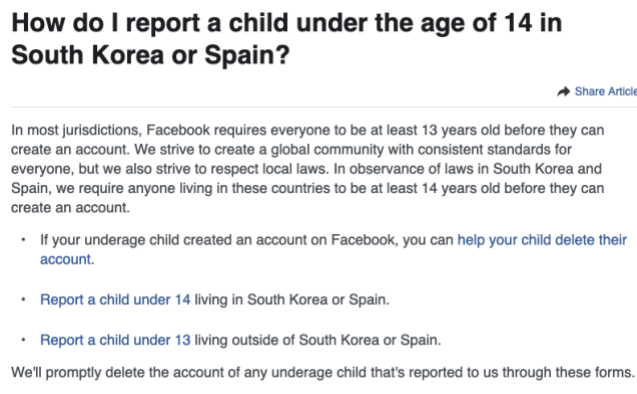 How do I report a child under the age of 14 in
South Korea or Spain?
Share Article
In most jurisdictions, Facebook requires everyone to be at least 13 years old before they can
create an account. We strive to create a global community with consistent standards for
everyone, but we also strive to respect local laws. In observance of laws in South Korea and
Spain, we require anyone living in these countries to be at least 14 years old before they can
create an account.
• If your underage child created an account on Facebook, you can help your child delete their
account.
• Report a child under 14 living in South Korea or Spain.
• Report a child under 13 living outside of South Korea or Spain.
We'll promptly delete the account of any underage child that's reported to us through these forms.